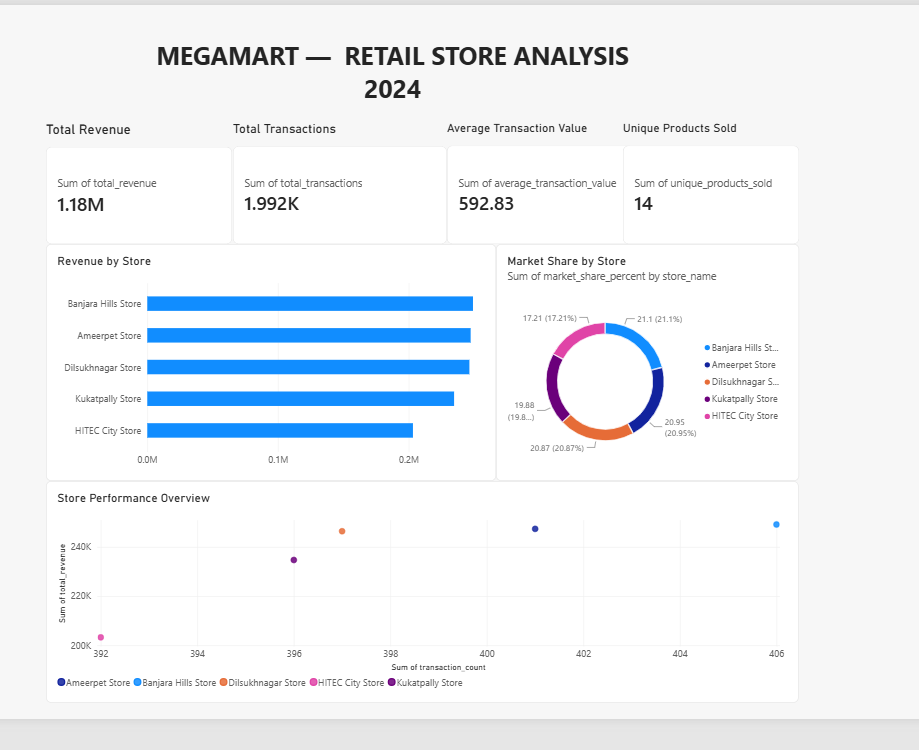 MEGAMART — RETAIL STORE ANALYSIS
2024
Total Revenue
Total Transactions
Average Transaction Value
Unique Products Sold
Sum of total_revenue
1.18M
Sum of total_transactions
1.992K
Sum of average_transaction_value
592.83
Sum of unique_products_sold
14
Revenue by Store
Banjara Hills Store
Ameerpet Store
Dilsukhnagar Store
Kukatpally Store
HITEC City Store
0.0M 0.1M 0.2M
Market Share by Store
Sum of market_share_percent by store_name
17.21 (17.21%)
21.1 (21.1%)
19.88
(19.8...)
20.95
(20.95%)
20.87 (20.87%)
Banjara Hills St...
Ameerpet Store
Dilsukhnagar S...
Kukatpally Store
HITEC City Store
Store Performance Overview
Sum of total_revenue
240K
220K
200K
392 394 396 398 400 402 404 406
Sum of transaction_count
Ameerpet Store Banjara Hills Store Dilsukhnagar Store HITEC City Store Kukatpally Store